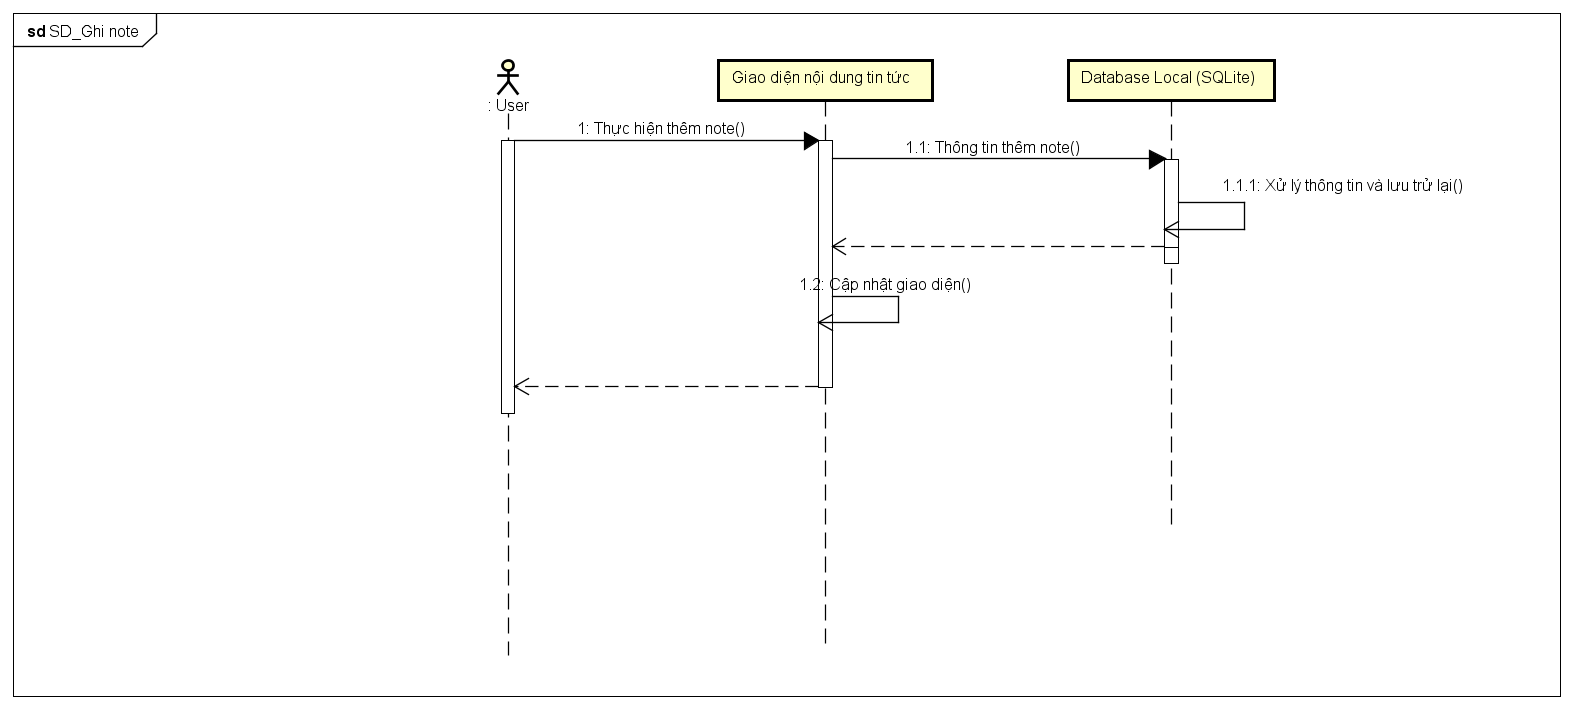 sd SD_Ghi note
: User
Giao diện nội dung tin tức
Database Local (SQLite)
1: Thực hiện thêm note()
1.1: Thông tin thêm note()
1.1.1: Xử lý thông tin và lưu trử lại()
1.2: Cập nhật giao diện()